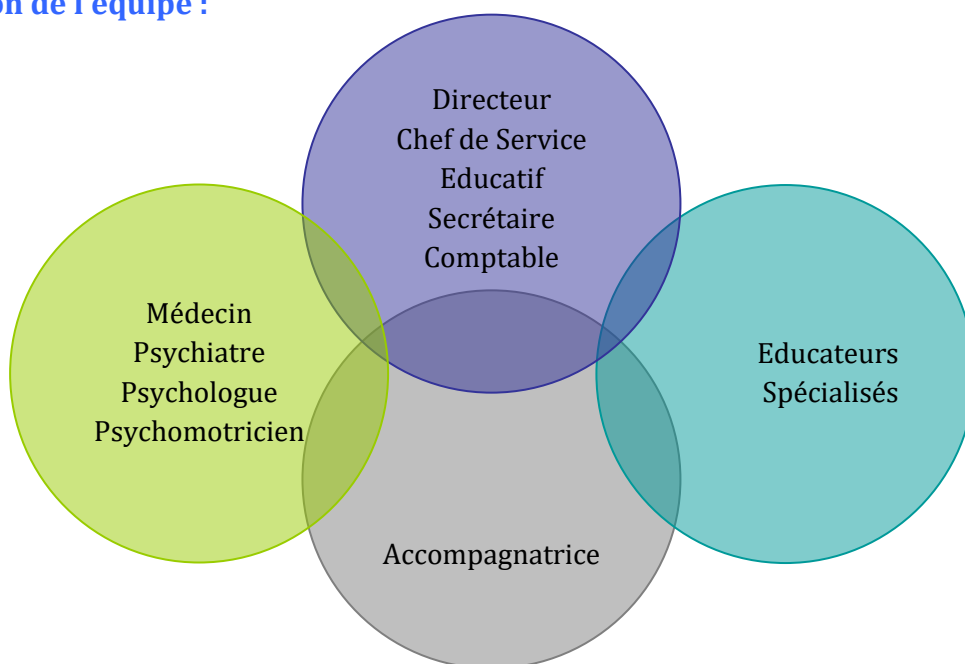 on de l'équipe :
Directeur
Chef de Service
Educatif
Secrétaire
Comptable
Médecin
Psychiatre
Psychologue
Psychomotricien
Educateurs
Spécialisés
Accompagnatrice